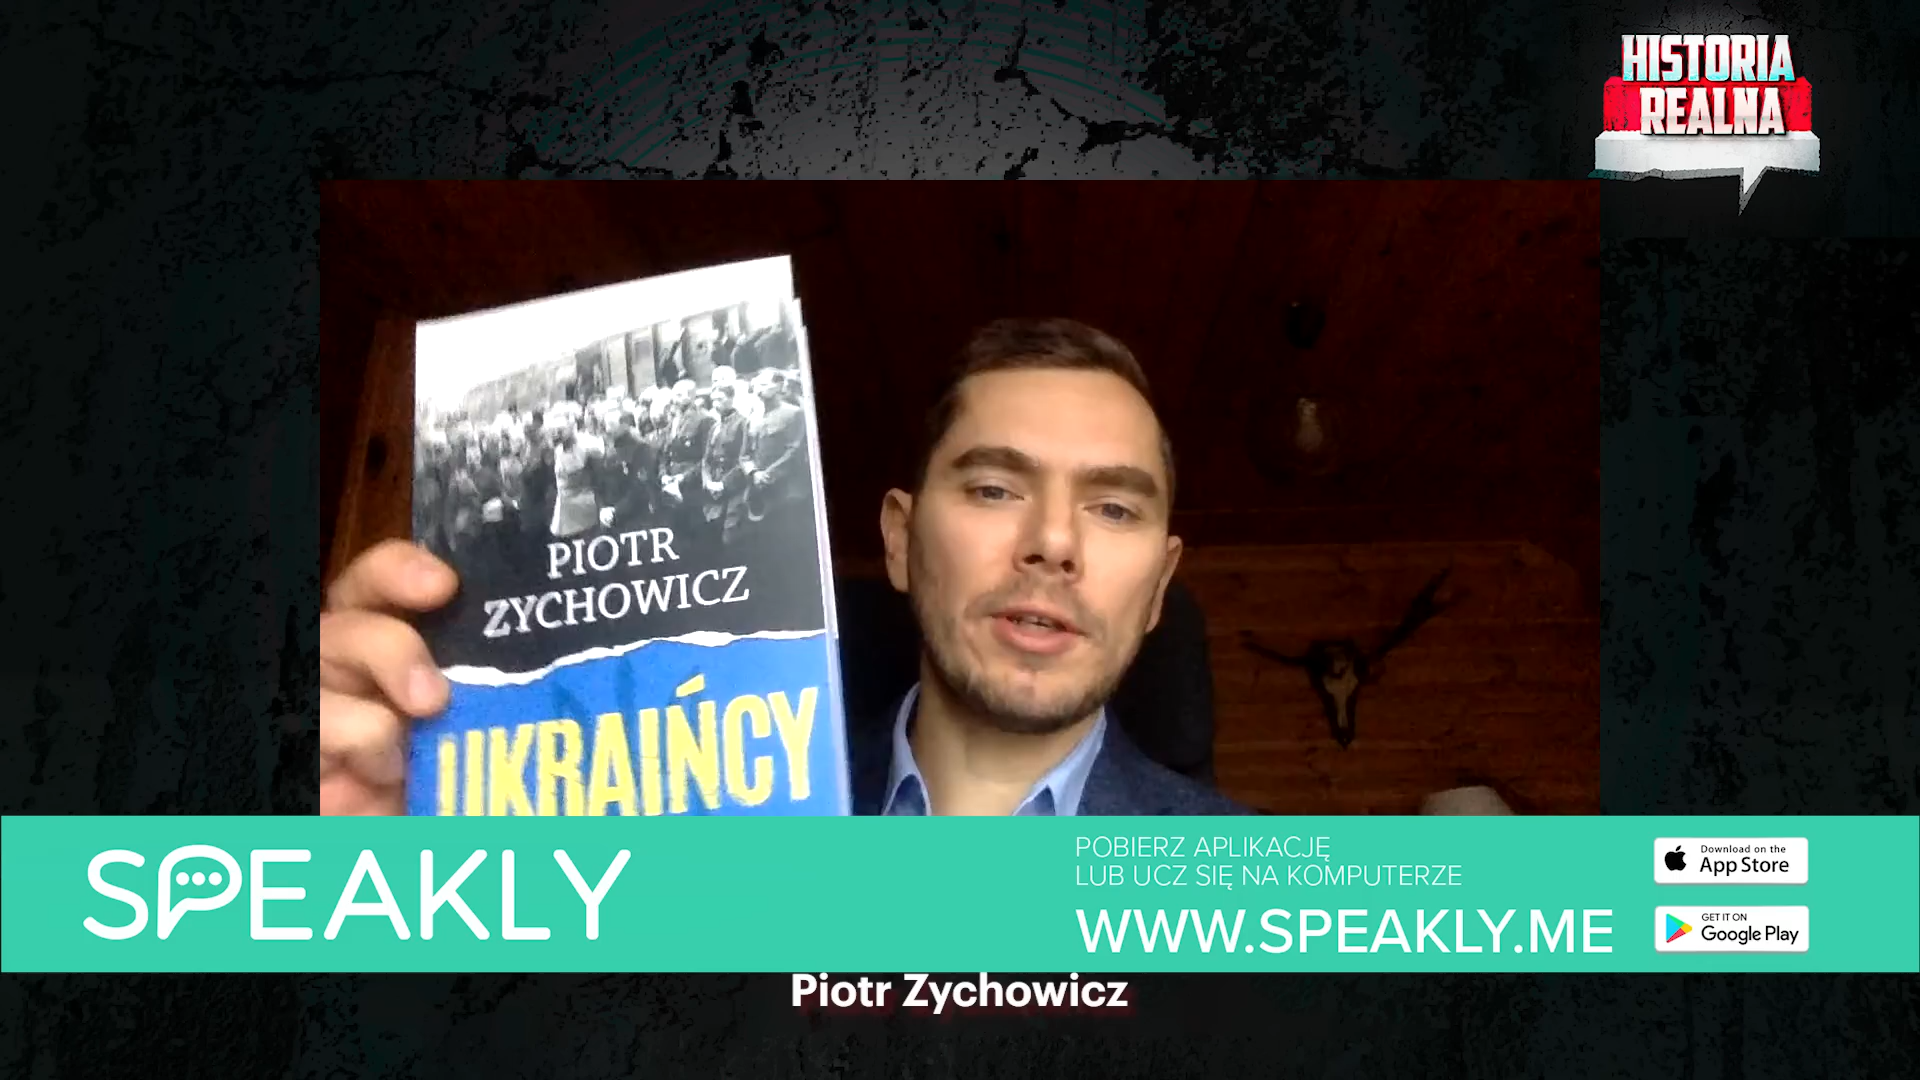 HISTORIA
REALNA
PIOTR
ZYCHOWICZ
UKRAIŃCY
SPEAKLY
POBIERZ APLIKACJĘ
LUB UCZ SIĘ NA KOMPUTERZE
WWW.SPEAKLY.ME
Download on the
App Store
GET IT ON
Google Play
Piotr Zychowicz